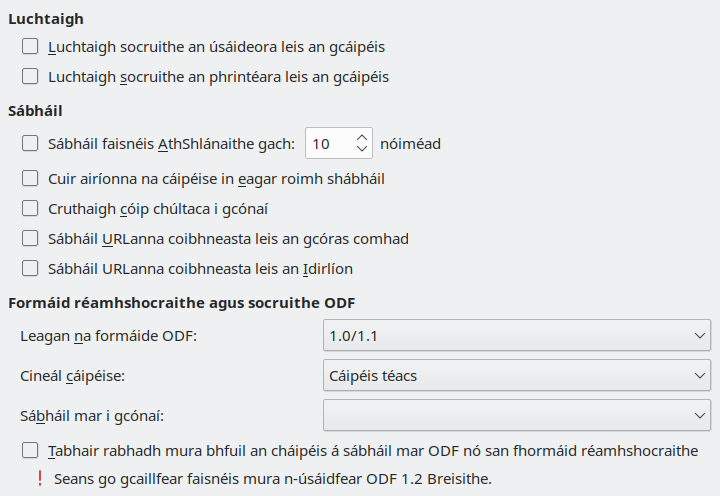 Luchtaigh
Luchtaigh socruithe an úsáideora leis an gcáipéis
Luchtaigh socruithe an phrintéara leis an gcáipéis
Sábháil
Sábháil faisnéis AthShlánaithe gach: 10 nóiméad
Cuir airíonna na cáipéise in eagar roimh shábháil
Cruthaigh cóip chúltaca i gcónaí
Sábháil URLanna coibhneasta leis an gcóras comhad
Sábháil URLanna coibhneasta leis an Idirlíon
Formáid réamhshocraithe agus socruithe ODF
Leagan na formáide ODF: 1.0/1.1
Cineál cáipéise: Cáipéis téacs
Sábháil mar i gcónaí:
Tabhair rabhadh mura bhfuil an cháipéis á sábháil mar ODF nó san fhormáid réamhshocraithe
! Seans go gcaillfear faisnéis mura n-úsáidfear ODF 1.2 Breisithe.